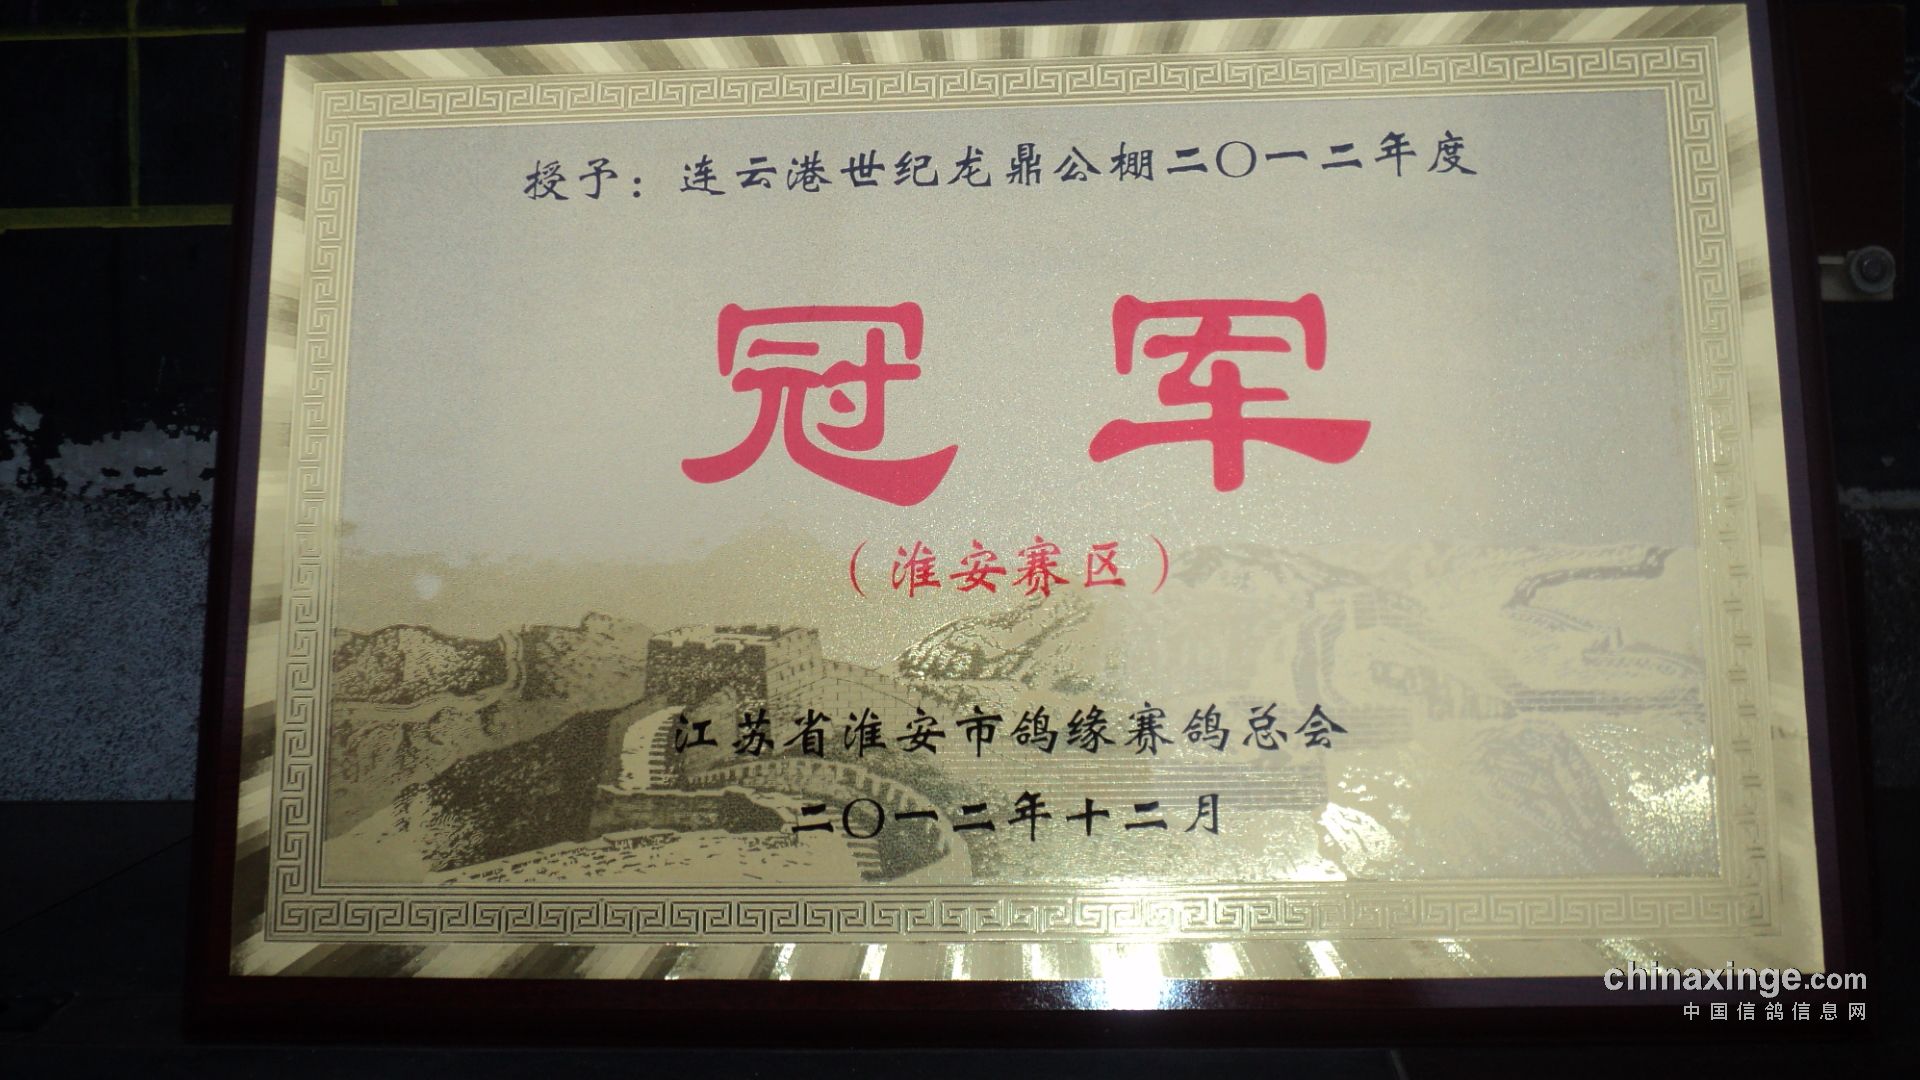 授予：连云港世纪龙鼎公棚二〇一二年度
冠军
（淮安赛区）
江苏省淮安市鸽缘赛鸽总会
二〇一二年十二月
chinaxinge.com
中国信鸽信息网